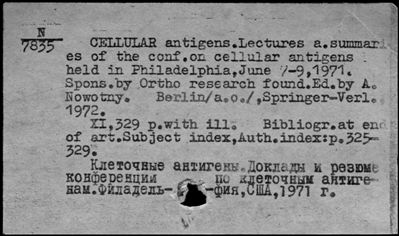 N
7835
CELLULAR antigens.Lectures a.summari
es of the conf.on cellular antigens
held in Philadelphia,June 7-9,1971.
Spons.by Ortho research found.Ed.by A.
Nowotny. Berlin/a.o./,Springer-Verl.,
1972.
XI,329 p.with ill. Bibliogr.at end
of art.Subject index,Auth.index:p.325-
329.
Клеточные антигены.Доклады и резюме
конференции по клеточным антиге-
нам.Филадель- -фия,США,1971 г.